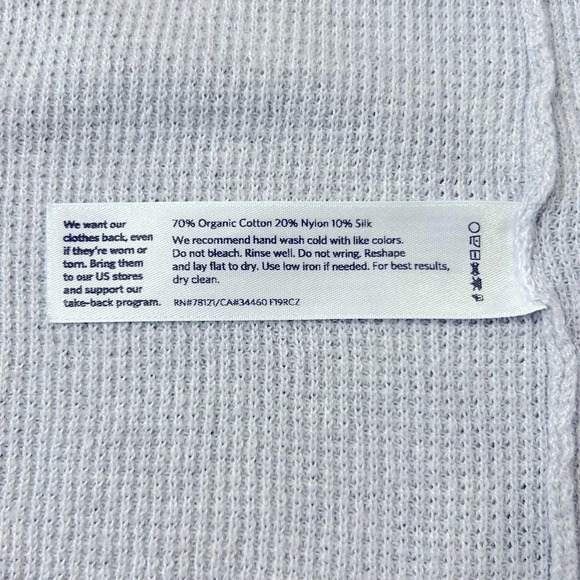 We want our
clothes back, even
if they're worn or
torn. Bring them
to our US stores
and support our
take-back program.
70% Organic Cotton 20% Nylon 10% Silk
We recommend hand wash cold with like colors.
Do not bleach. Rinse well. Do not wring. Reshape
and lay flat to dry. Use low iron if needed. For best results,
dry clean.
RN#78121/CA#34460 F19RCZ